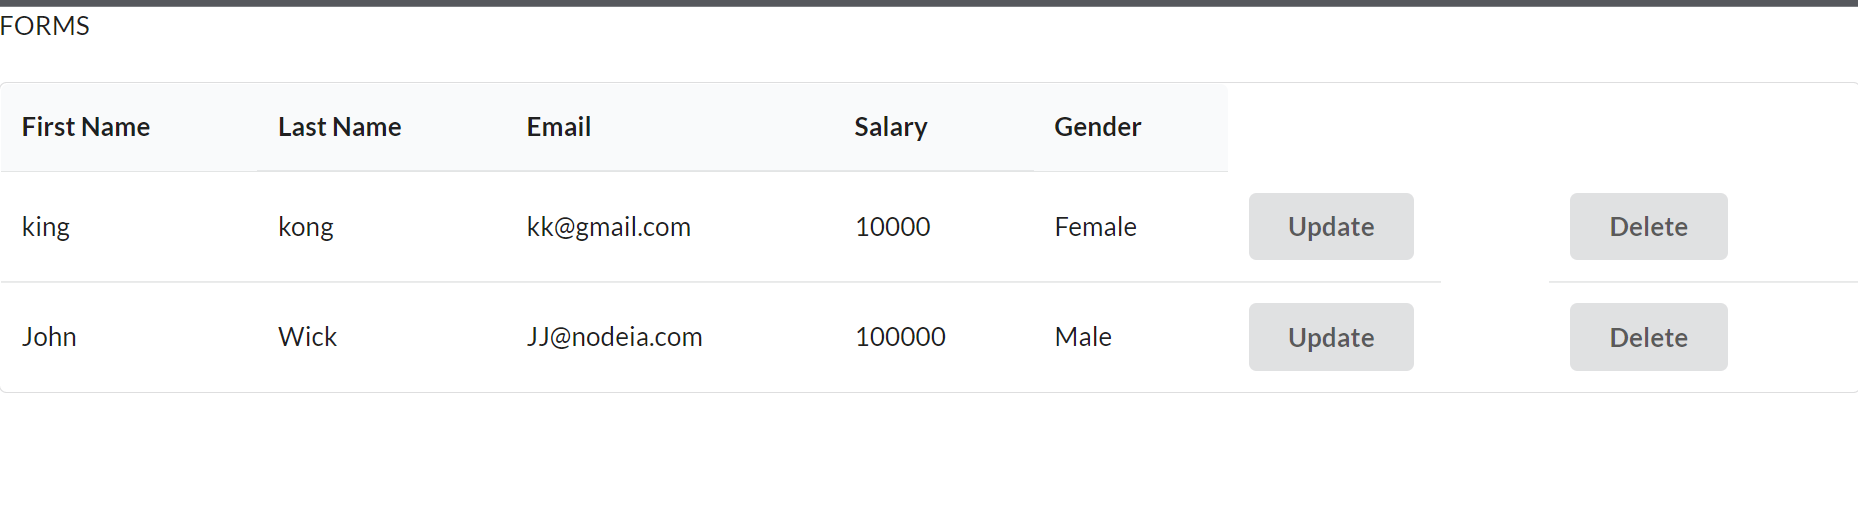 FORMS
First Name Last Name Email Salary Gender
king kong kk@gmail.com 10000 Female Update Delete
John Wick JJ@nodeia.com 100000 Male Update Delete